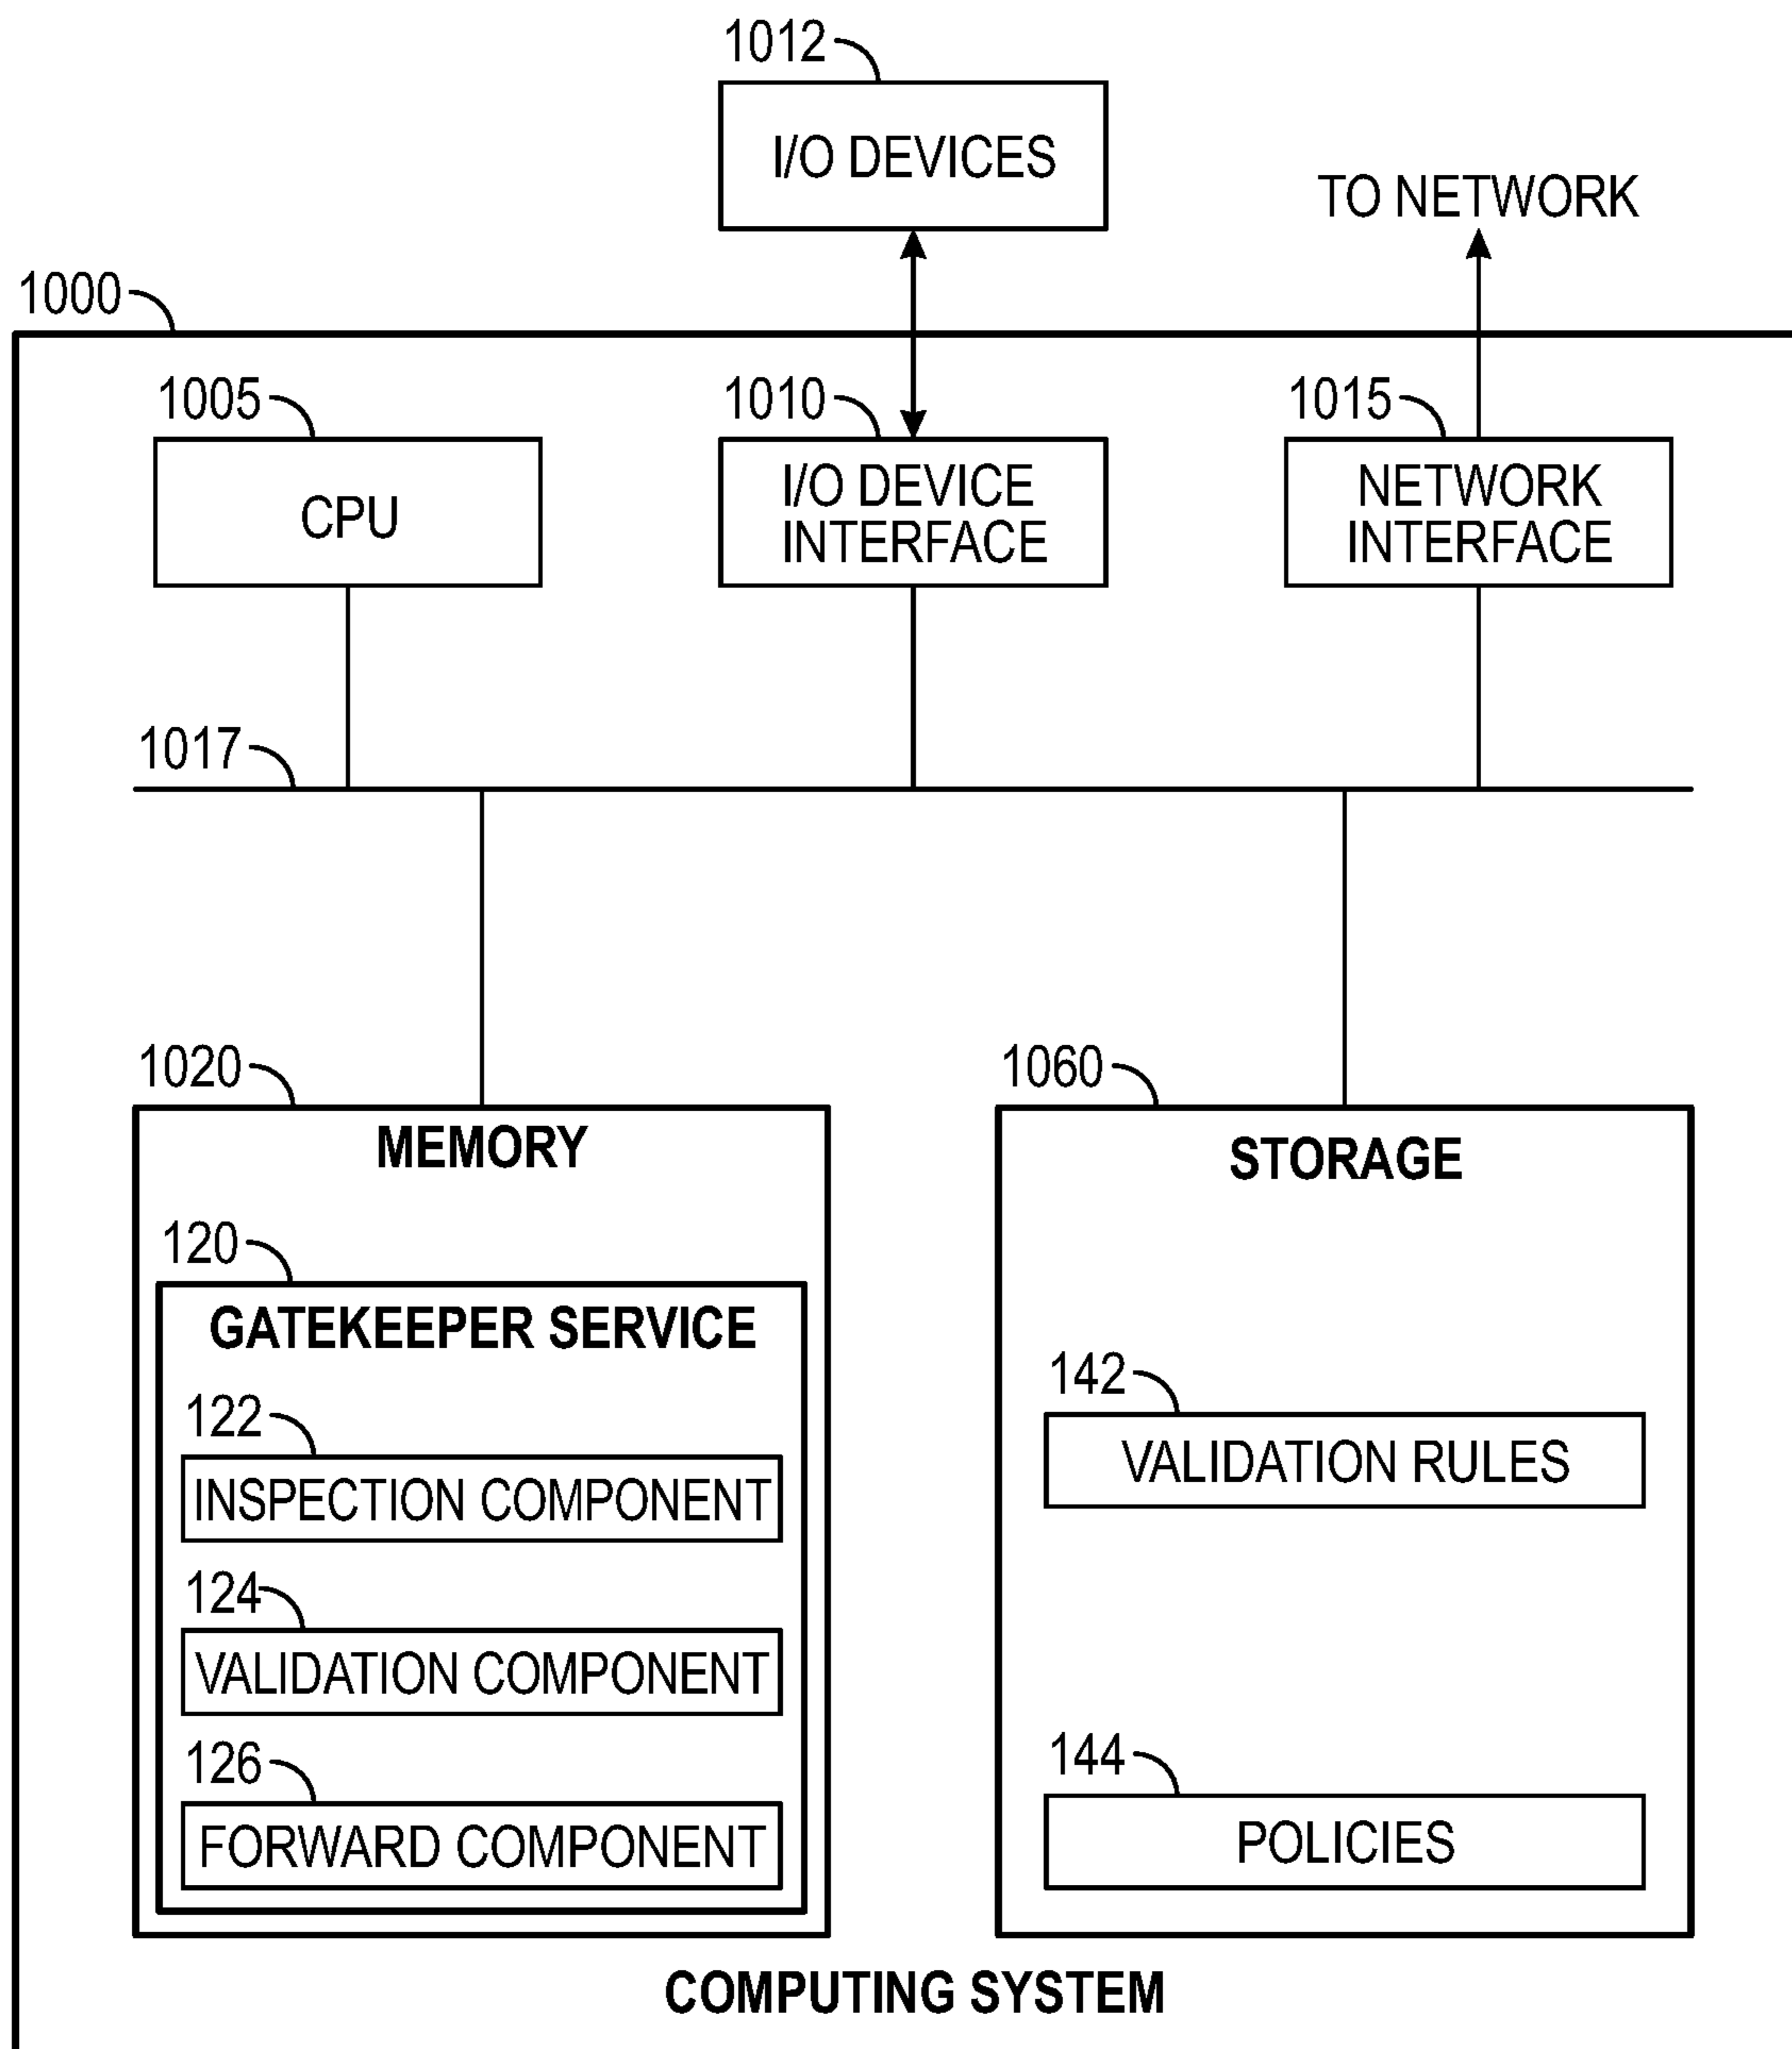 1012
I/O DEVICES
TO NETWORK
1000
1005
1010
1015
CPU
I/O DEVICE
INTERFACE
NETWORK
INTERFACE
1017
1020
1060
MEMORY
STORAGE
120
GATEKEEPER SERVICE
122
INSPECTION COMPONENT
124
VALIDATION COMPONENT
126
FORWARD COMPONENT
142
VALIDATION RULES
144
POLICIES
COMPUTING SYSTEM